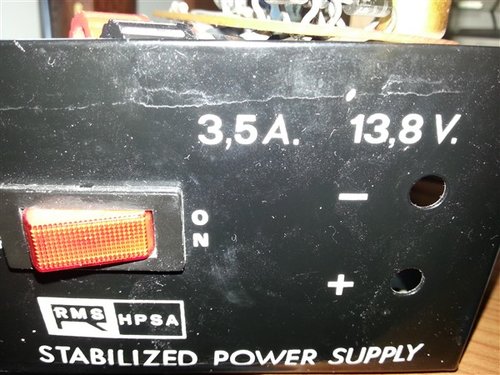 3,5A. 13,8 V.
−
ON
+
RMS HPSA
STABILIZED POWER SUPPLY